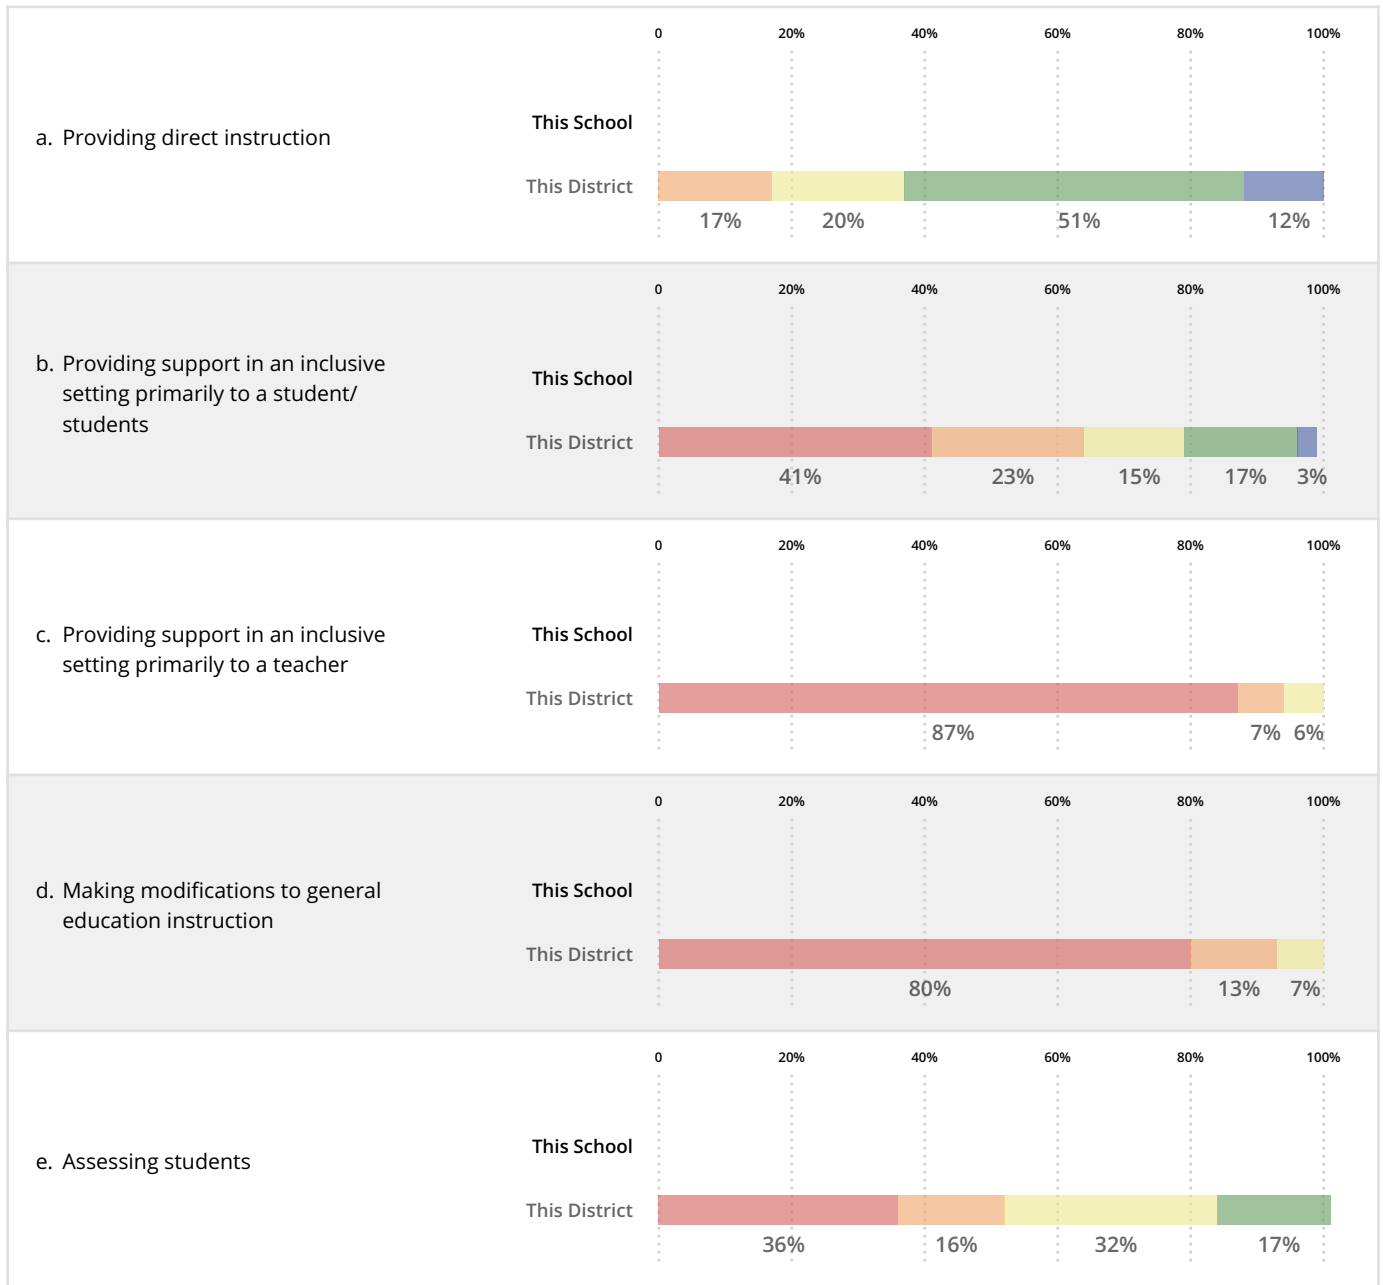 0 20% 40% 60% 80% 100%
This School
a. Providing direct instruction
This District
17% 20% 51% 12%
0 20% 40% 60% 80% 100%
b. Providing support in an inclusive
setting primarily to a student/
students
This School
This District
41% 23% 15% 17% 3%
0 20% 40% 60% 80% 100%
c. Providing support in an inclusive
setting primarily to a teacher
This School
This District
87% 7% 6%
0 20% 40% 60% 80% 100%
d. Making modifications to general
education instruction
This School
This District
80% 13% 7%
0 20% 40% 60% 80% 100%
This School
e. Assessing students
This District
36% 16% 32% 17%